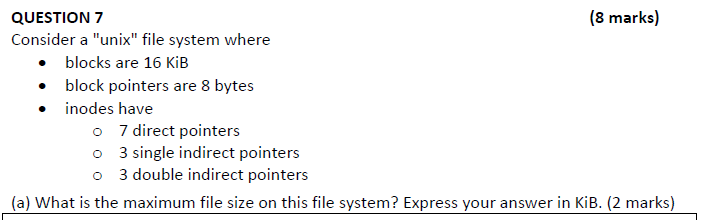 QUESTION 7 (8 marks)
Consider a "unix" file system where
• blocks are 16 KiB
• block pointers are 8 bytes
• inodes have
o 7 direct pointers
o 3 single indirect pointers
o 3 double indirect pointers
(a) What is the maximum file size on this file system? Express your answer in KiB. (2 marks)